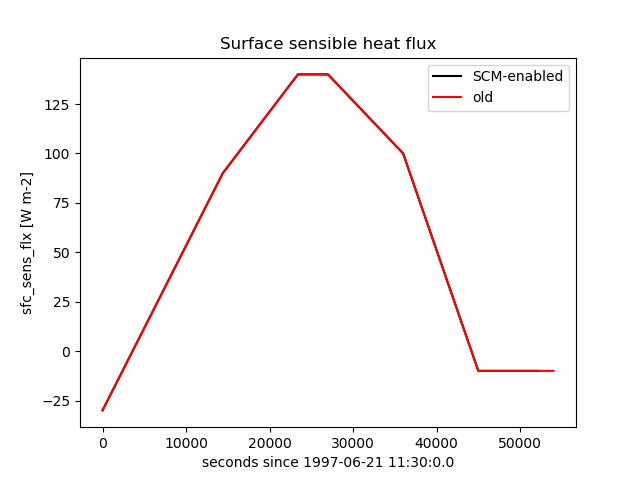 Surface sensible heat flux
SCM-enabled
old
125
100
75
50
25
0
−25
sfc_sens_flx [W m-2]
0 10000 20000 30000 40000 50000
seconds since 1997-06-21 11:30:0.0